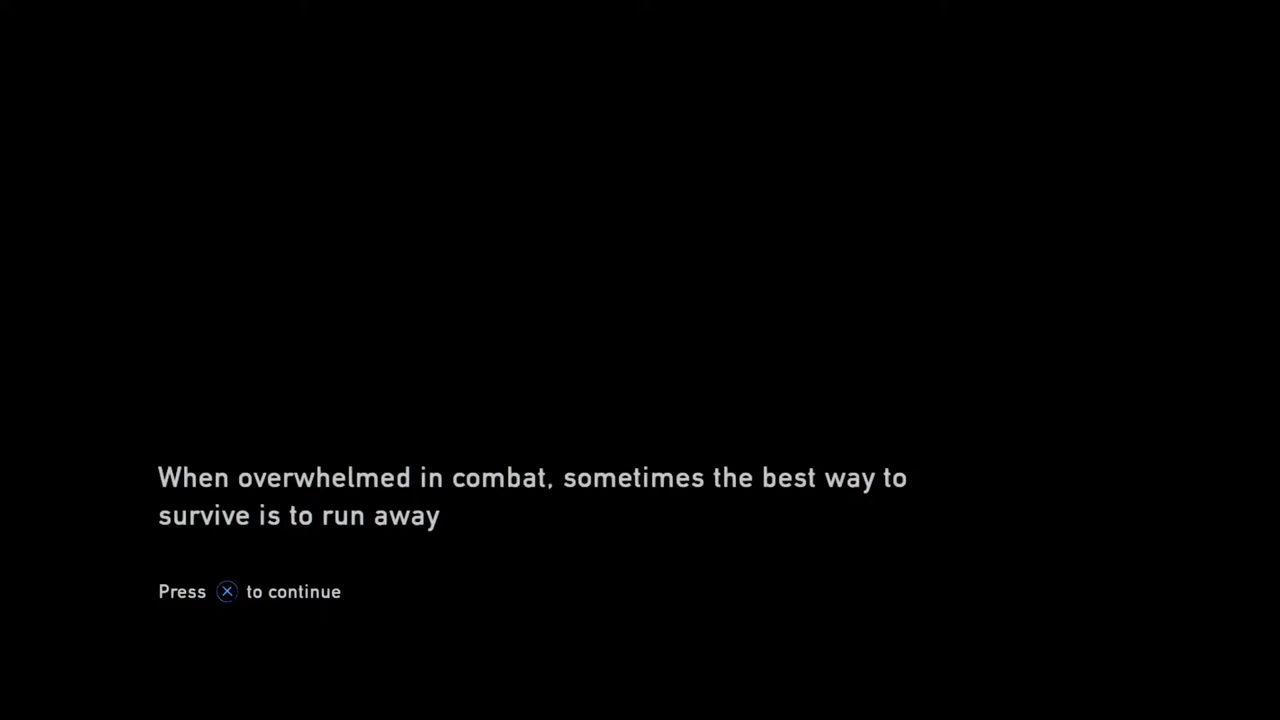 When overwhelmed in combat, sometimes the best way to
survive is to run away
Press ⓧ to continue